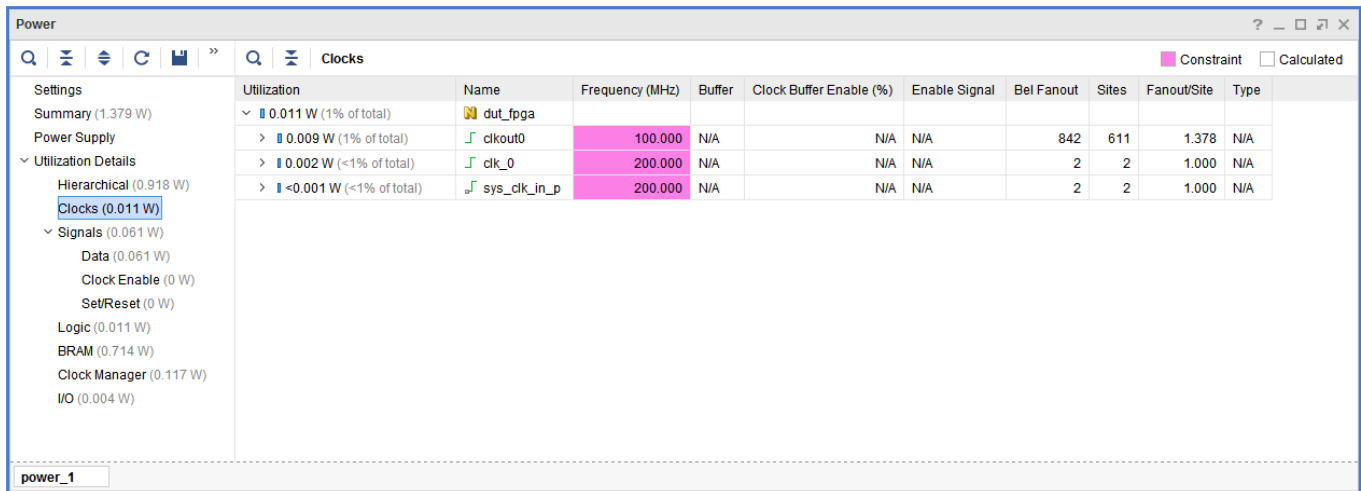 Power
Clocks
Constraint Calculated
Settings
Summary (1.379 W)
Power Supply
Utilization Details
Hierarchical (0.918 W)
Clocks (0.011 W)
Signals (0.061 W)
Data (0.061 W)
Clock Enable (0 W)
Set/Reset (0 W)
Logic (0.011 W)
BRAM (0.714 W)
Clock Manager (0.117 W)
I/O (0.004 W)
Utilization Name Frequency (MHz) Buffer Clock Buffer Enable (%) Enable Signal Bel Fanout Sites Fanout/Site Type
0.011 W (1% of total) dut_fpga
0.009 W (1% of total) clkout0 100.000 N/A N/A N/A 842 611 1.378 N/A
0.002 W (<1% of total) clk_0 200.000 N/A N/A N/A 2 2 1.000 N/A
<0.001 W (<1% of total) sys_clk_in_p 200.000 N/A N/A N/A 2 2 1.000 N/A
power_1